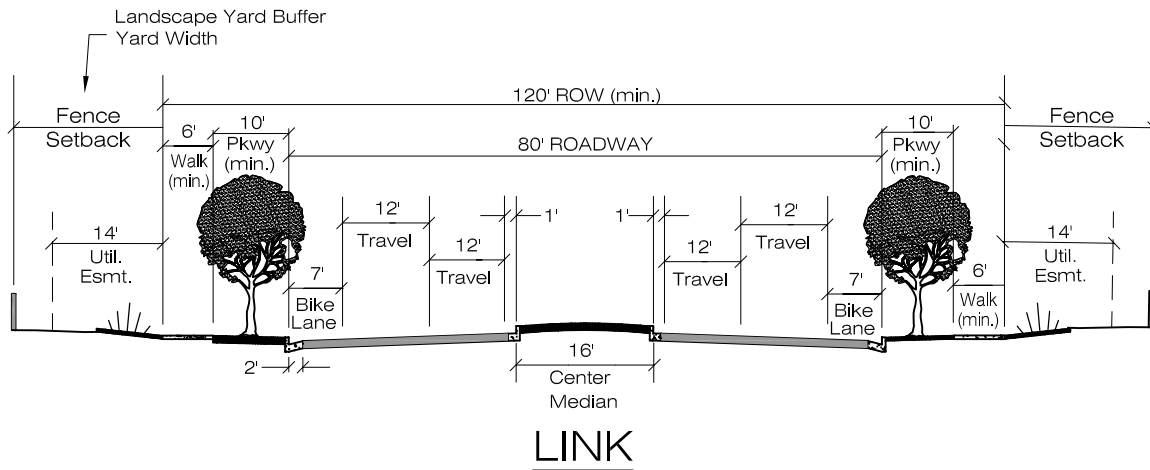 Landscape Yard Buffer
Yard Width
120' ROW (min.)
Fence
Setback
Fence
Setback
6'
Walk
(min.)
10'
Pkwy
(min.)
80' ROADWAY
10'
Pkwy
(min.)
12'
Travel
1'
1'
12'
Travel
14'
Util.
Esmt.
12'
Travel
12'
Travel
14'
Util.
Esmt.
7'
Bike
Lane
7'
Bike
Lane
6'
Walk
(min.)
2'
16'
Center
Median
LINK